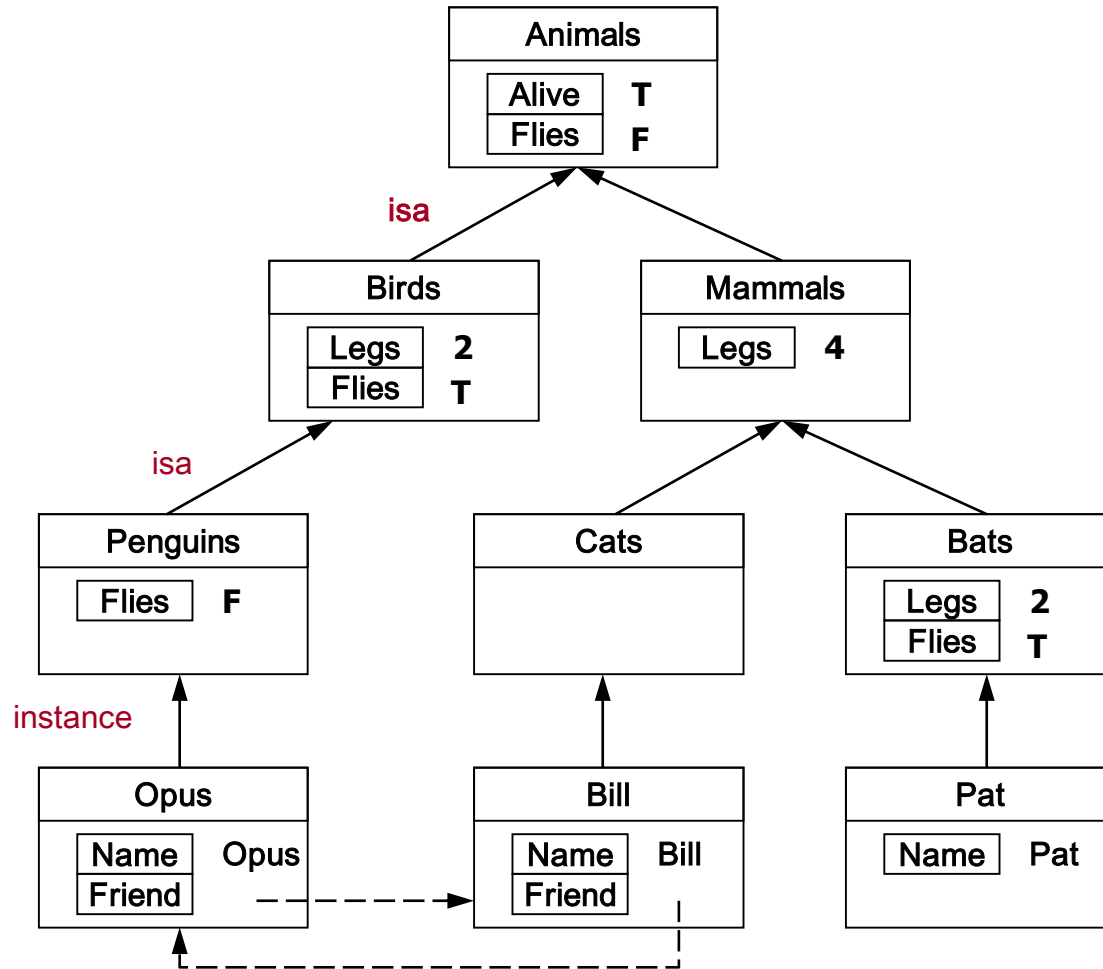 Animals
Alive T
Flies F
isa
Birds
Mammals
Legs 2
Flies T
Legs 4
isa
Penguins
Cats
Bats
Flies F
Legs 2
Flies T
instance
Opus
Bill
Pat
Name Opus
Friend
Name Bill
Friend
Name Pat